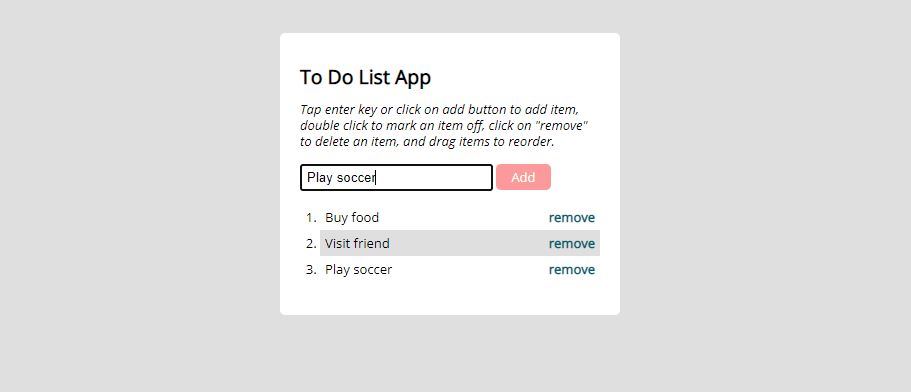 To Do List App
Tap enter key or click on add button to add item,
double click to mark an item off, click on "remove"
to delete an item, and drag items to reorder.
Play soccer Add
1. Buy food remove
2. Visit friend remove
3. Play soccer remove